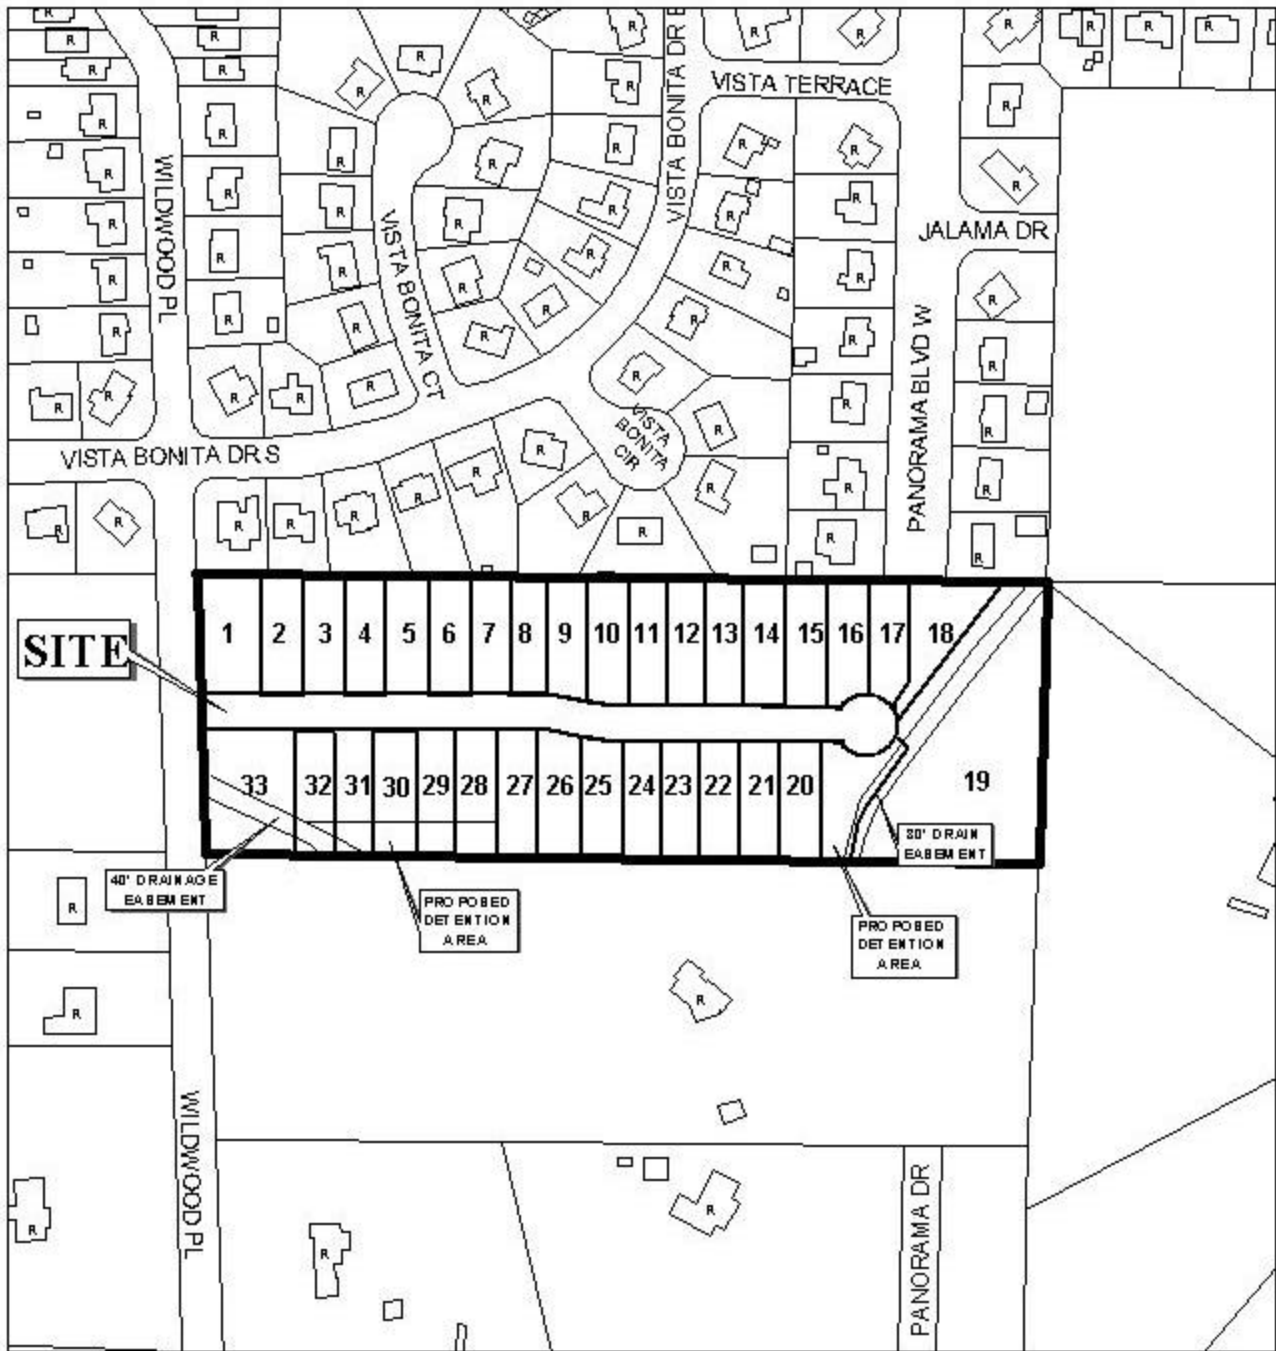 VISTA TERRACE
VISTA BONITA DR E
WILDWOOD PL
VISTA BONITA CT
JALAMA DR
PANORAMA BLVD W
VISTA
BONITA
CIR
VISTA BONITA DR S
SITE
1 2 3 4 5 6 7 8 9 10 11 12 13 14 15 16 17 18
33 32 31 30 29 28 27 26 25 24 23 22 21 20 19
80' DRAIN
EASEMENT
40' DRAINAGE
EASEMENT
PROPOSED
DETENTION
AREA
PROPOSED
DETENTION
AREA
WILDWOOD PL
PANORAMA DR
R R R R R R R R R R R R R R R R R R R R R R R R R R R R R R R R R R R R R R R R R R R R R R R R R R R R R R R R R R R R R R R R R R R R R R R R R R